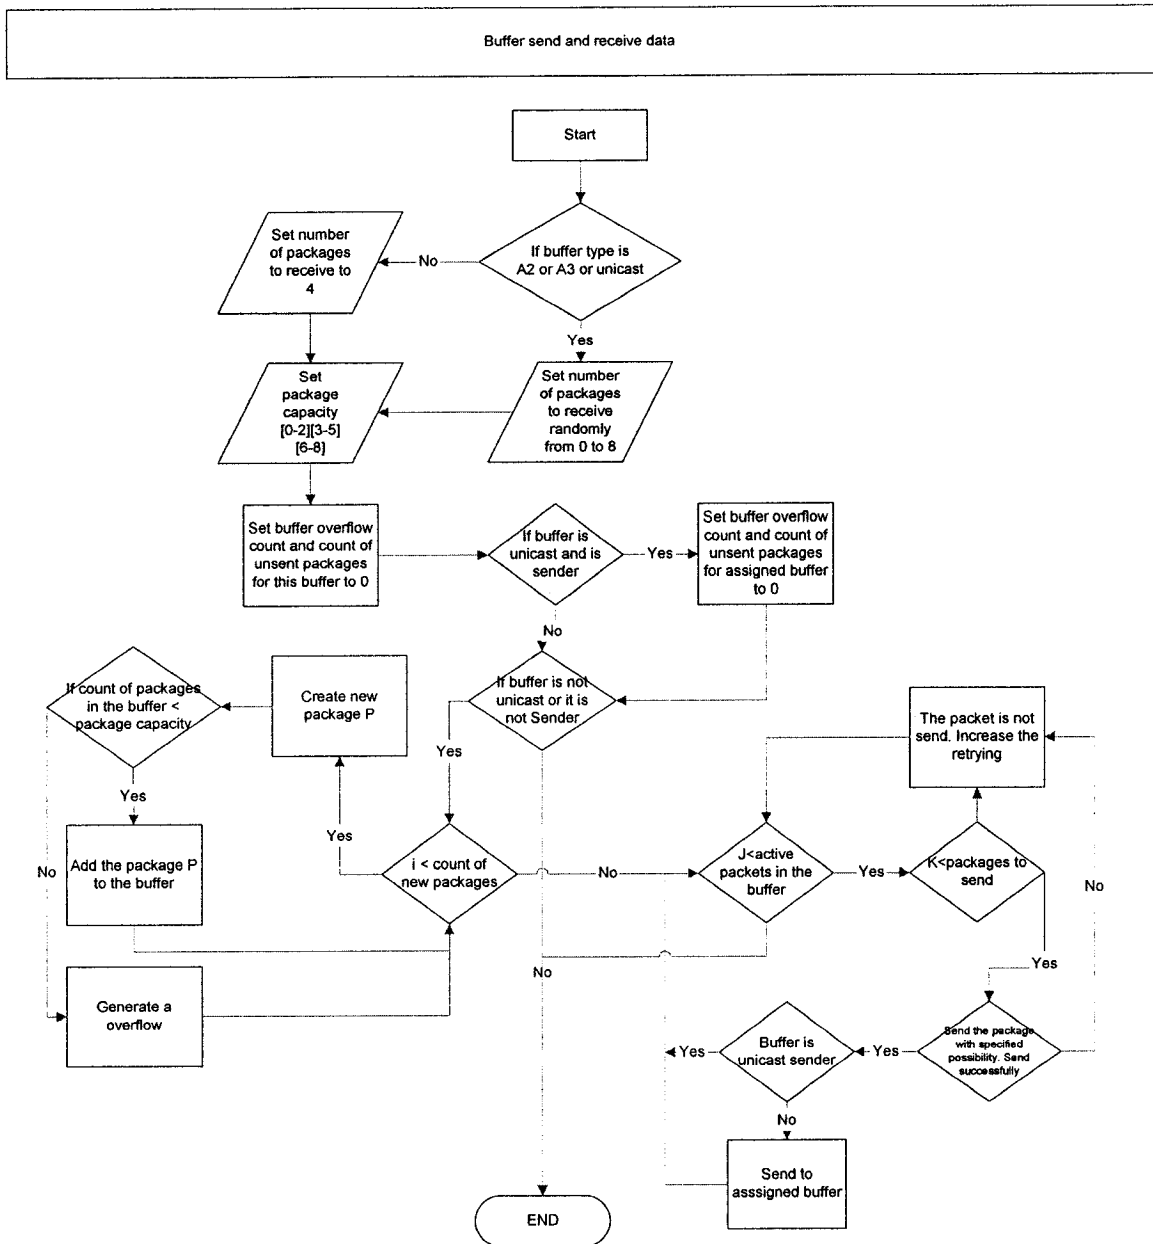 Buffer send and receive data
Start
If buffer type is
A2 or A3 or unicast
No
Set number
of packages
to receive to
4
Yes
Set
package
capacity
[0-2][3-5]
[6-8]
Set number
of packages
to receive
randomly
from 0 to 8
Set buffer overflow
count and count of
unsent packages
for this buffer to 0
If buffer is
unicast and is
sender
Yes
Set buffer overflow
count and count of
unsent packages
for assigned buffer
to 0
No
If count of packages
in the buffer <
package capacity
Create new
package P
If buffer is not
unicast or it is
not Sender
The packet is not
send. Increase the
retrying
Yes
Yes
Yes
No
Add the package P
to the buffer
i < count of
new packages
No
J<active
packets in the
buffer
Yes
K<packages to
send
No
No
Yes
Generate a
overflow
Yes
Buffer is
unicast sender
Yes
Send the package
with specified
possibility. Send
successfully
No
Send to
asssigned buffer
END